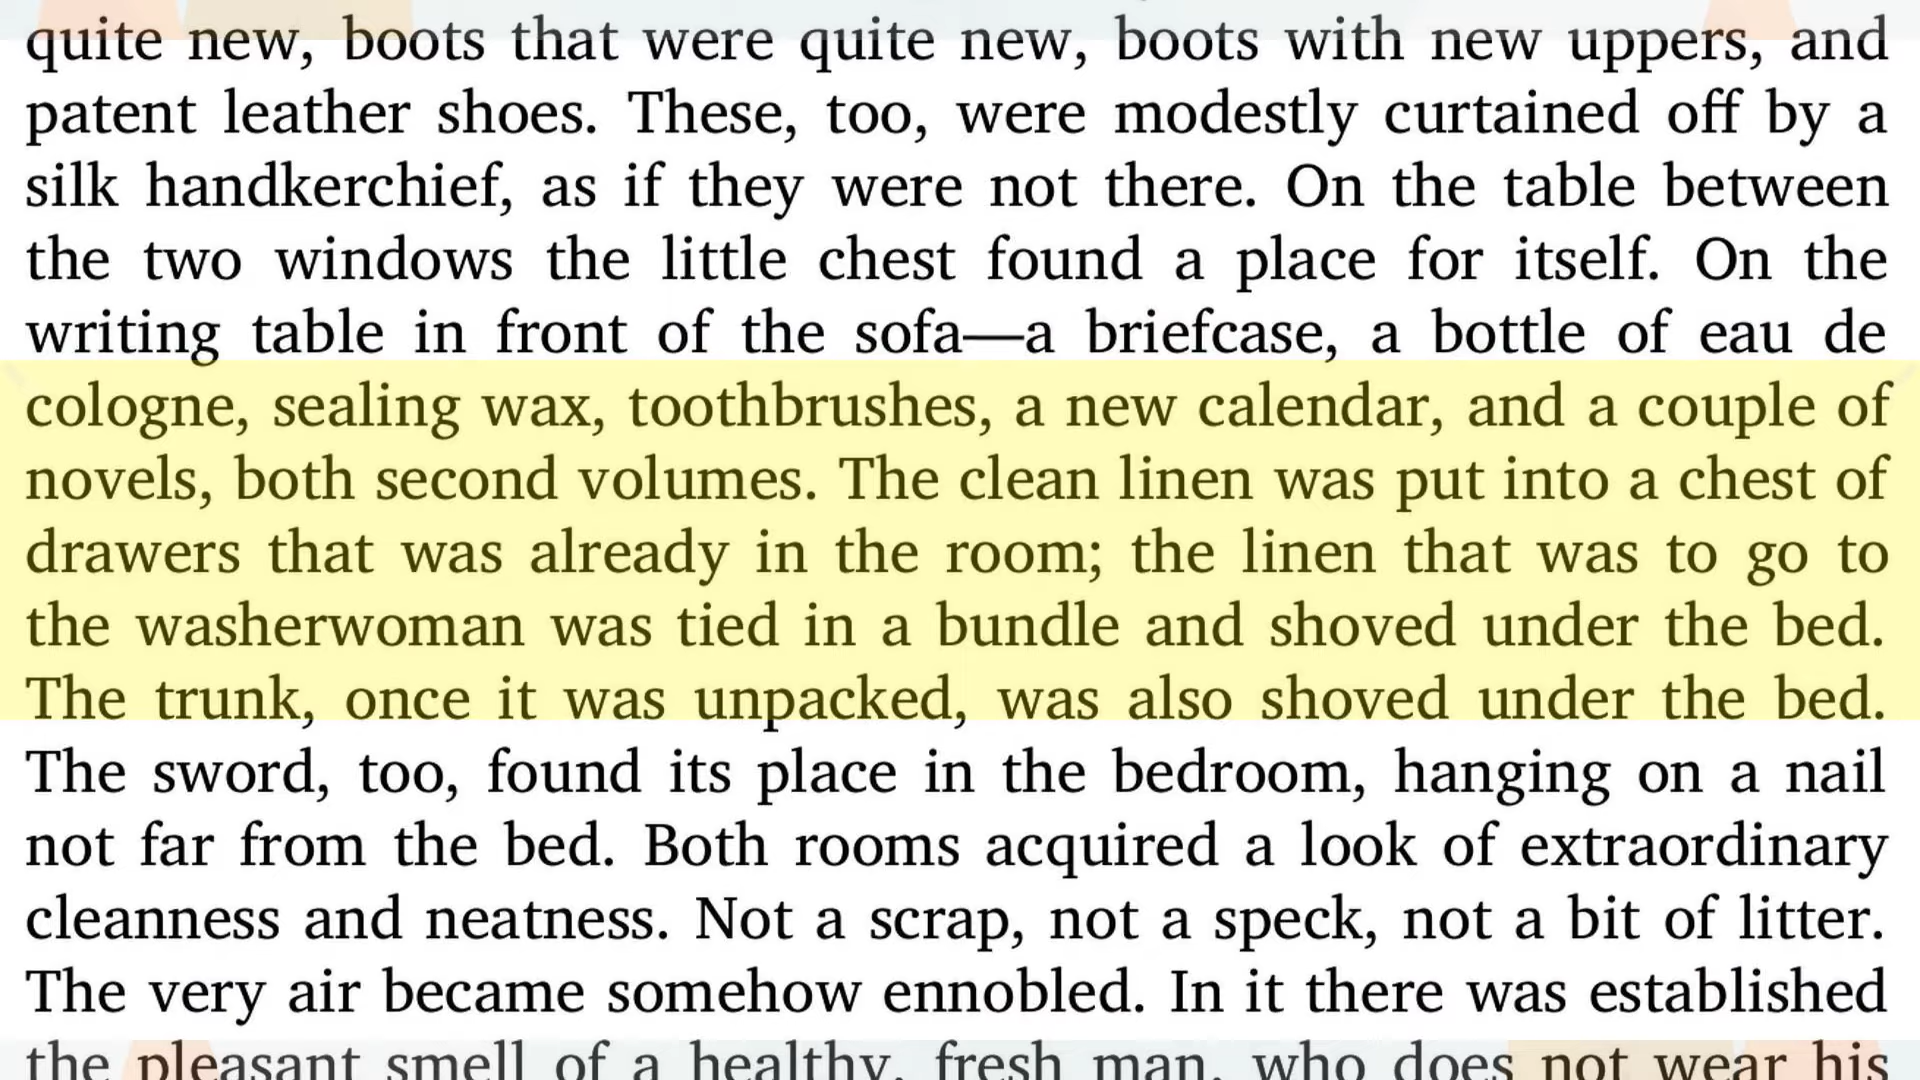 quite new, boots that were quite new, boots with new uppers, and
patent leather shoes. These, too, were modestly curtained off by a
silk handkerchief, as if they were not there. On the table between
the two windows the little chest found a place for itself. On the
writing table in front of the sofa—a briefcase, a bottle of eau de
cologne, sealing wax, toothbrushes, a new calendar, and a couple of
novels, both second volumes. The clean linen was put into a chest of
drawers that was already in the room; the linen that was to go to
the washerwoman was tied in a bundle and shoved under the bed.
The trunk, once it was unpacked, was also shoved under the bed.
The sword, too, found its place in the bedroom, hanging on a nail
not far from the bed. Both rooms acquired a look of extraordinary
cleanness and neatness. Not a scrap, not a speck, not a bit of litter.
The very air became somehow ennobled. In it there was established
the pleasant smell of a healthy, fresh man, who does not wear his